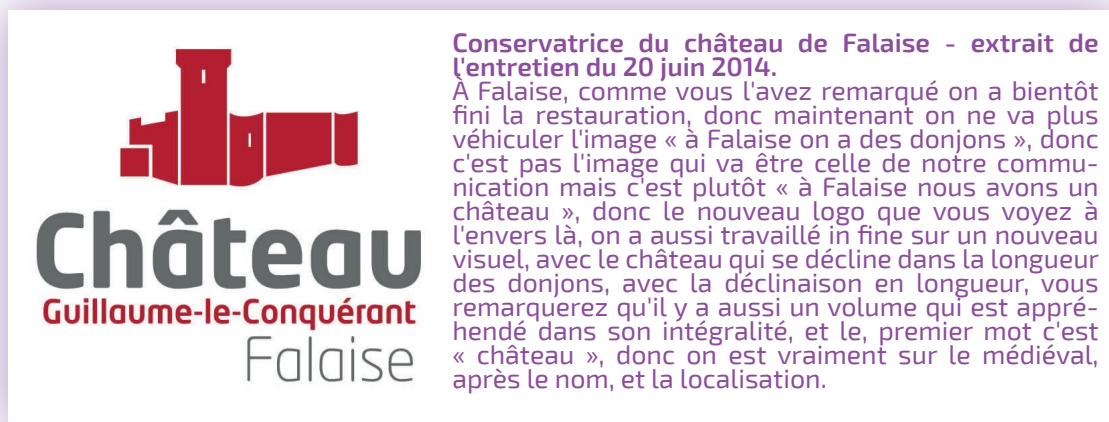 Château
Guillaume-le-Conquérant
Falaise
Conservatrice du château de Falaise - extrait de
l'entretien du 20 juin 2014.
À Falaise, comme vous l'avez remarqué on a bientôt
fini la restauration, donc maintenant on ne va plus
véhiculer l'image « à Falaise on a des donjons », donc
c'est pas l'image qui va être celle de notre commu-
nication mais c'est plutôt « à Falaise nous avons un
château », donc le nouveau logo que vous voyez à
l'envers là, on a aussi travaillé in fine sur un nouveau
visuel, avec le château qui se décline dans la longueur
des donjons, avec la déclinaison en longueur, vous
remarquerez qu'il y a aussi un volume qui est appré-
hendé dans son intégralité, et le, premier mot c'est
« château », donc on est vraiment sur le médiéval,
après le nom, et la localisation.